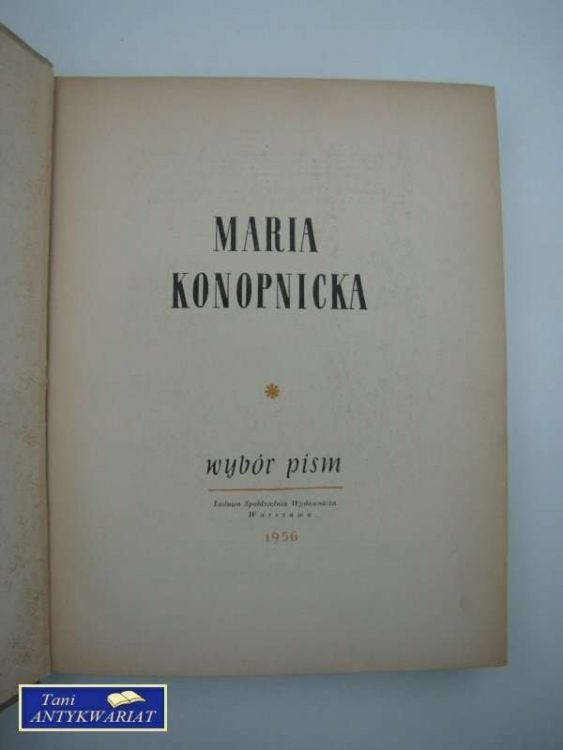 MARIA
KONOPNICKA
*
wybór pism
Ludowa Spółdzielnia Wydawnicza
Warszawa
1956
Tani
ANTYKWARIAT